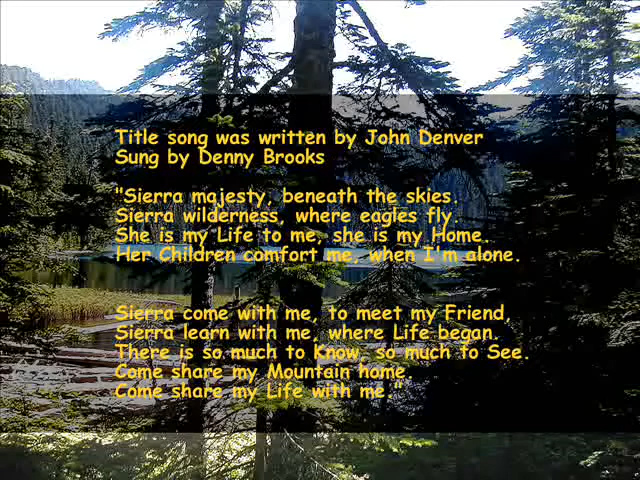 Title song was written by John Denver
Sung by Denny Brooks
"Sierra majesty, beneath the skies.
Sierra wilderness, where eagles fly.
She is my Life to me, she is my Home.
Her Children comfort me, when I'm alone.
Sierra come with me, to meet my Friend,
Sierra learn with me, where Life began.
There is so much to Know, so much to See.
Come share my Mountain home.
Come share my Life with me."